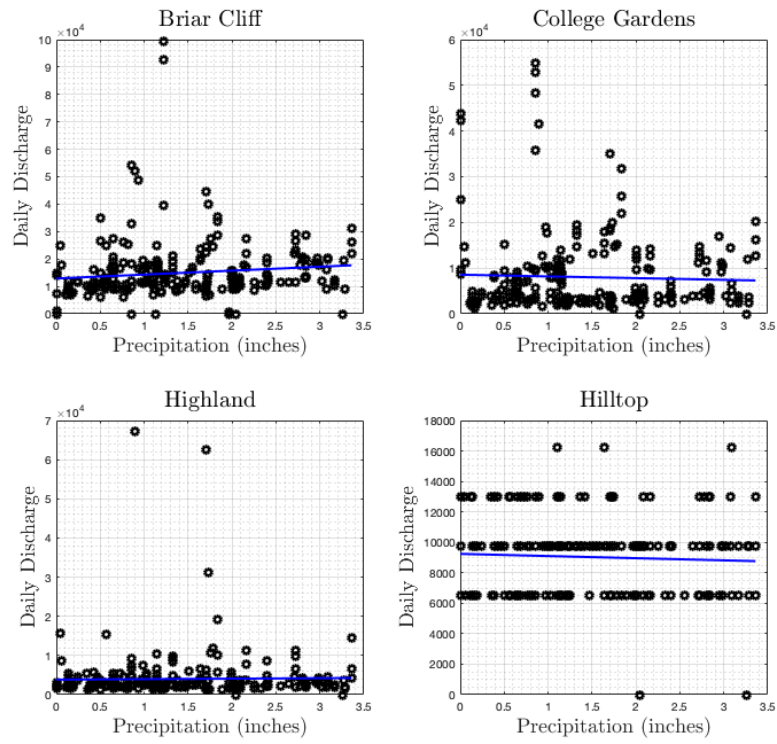 Briar Cliff
×10^4
10
9
8
7
6
5
4
3
2
1
0
Daily Discharge
0 0.5 1 1.5 2 2.5 3 3.5
Precipitation (inches)
College Gardens
×10^4
6
5
4
3
2
1
0
Daily Discharge
0 0.5 1 1.5 2 2.5 3 3.5
Precipitation (inches)
Highland
×10^4
7
6
5
4
3
2
1
0
Daily Discharge
0 0.5 1 1.5 2 2.5 3 3.5
Precipitation (inches)
Hilltop
18000
16000
14000
12000
10000
8000
6000
4000
2000
0
Daily Discharge
0 0.5 1 1.5 2 2.5 3 3.5
Precipitation (inches)